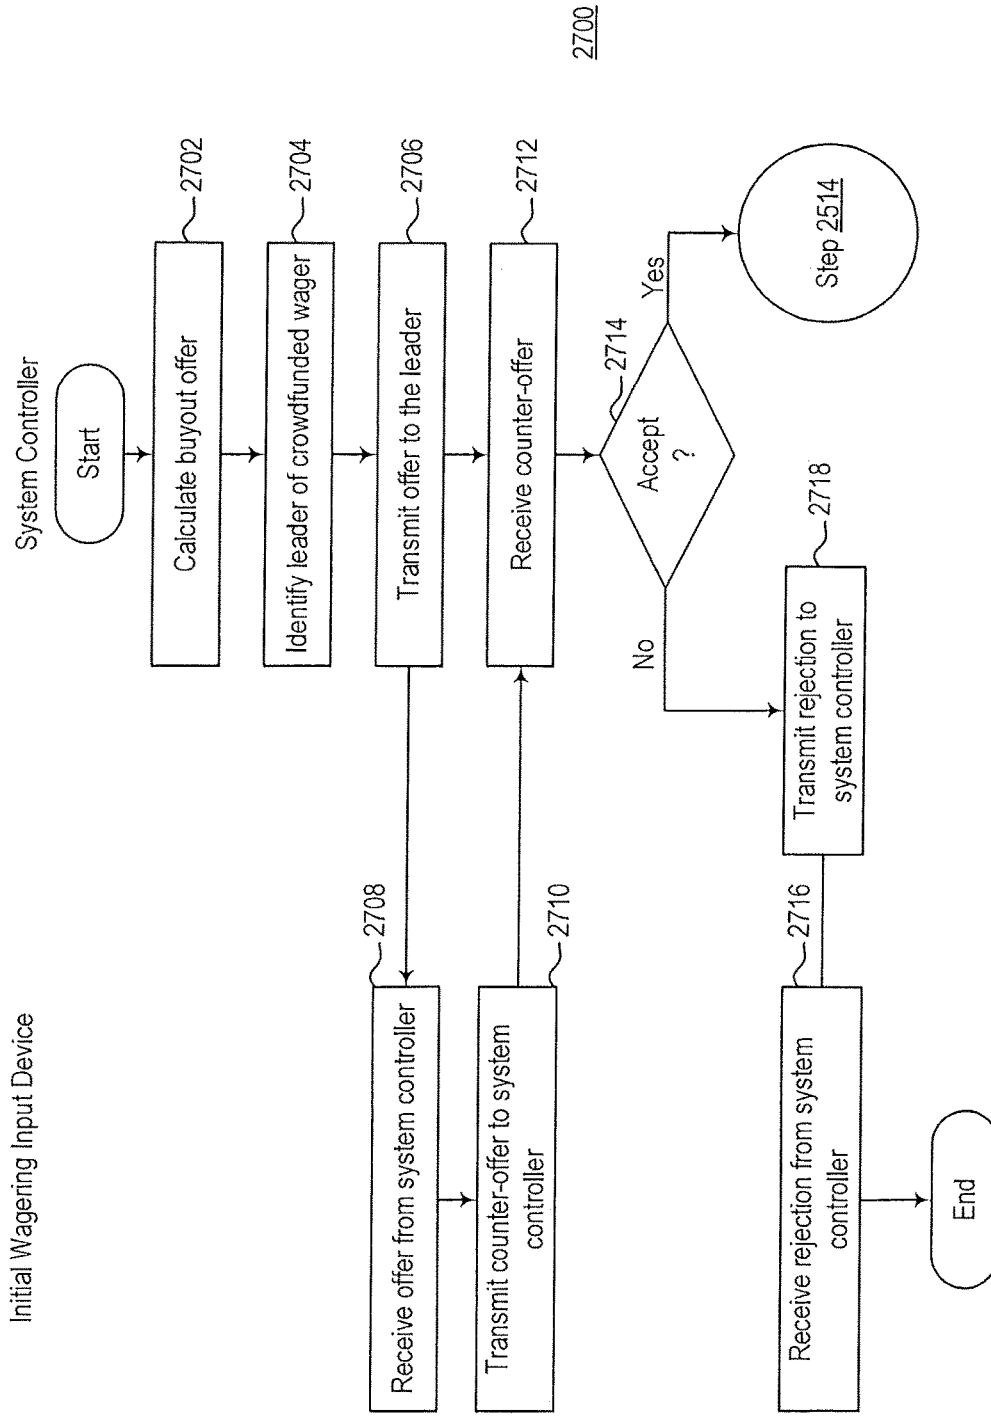 Initial Wagering Input Device
System Controller
Start
Calculate buyout offer
2702
Identify leader of crowdfunded wager
2704
Transmit offer to the leader
2706
Receive offer from system controller
2708
Transmit counter-offer to system
controller
2710
Receive counter-offer
2712
Accept
?
2714
Yes
Step 2514
No
Transmit rejection to
system controller
2718
Receive rejection from system
controller
2716
End
2700